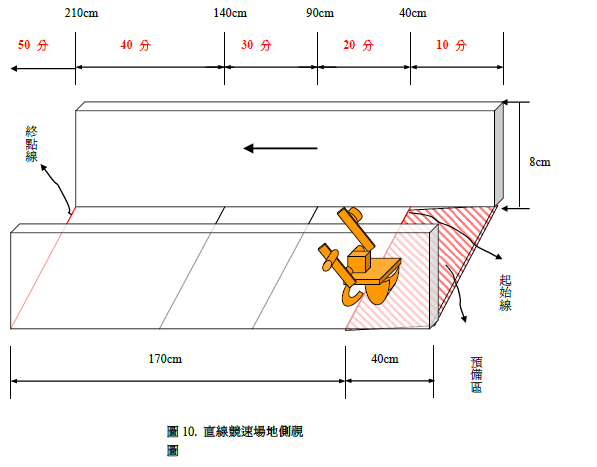 210cm 140cm 90cm 40cm
50 分 40 分 30 分 20 分 10 分
終點線
8cm
起始線
預備區
170cm 40cm
圖 10. 直線競速場地側視
圖